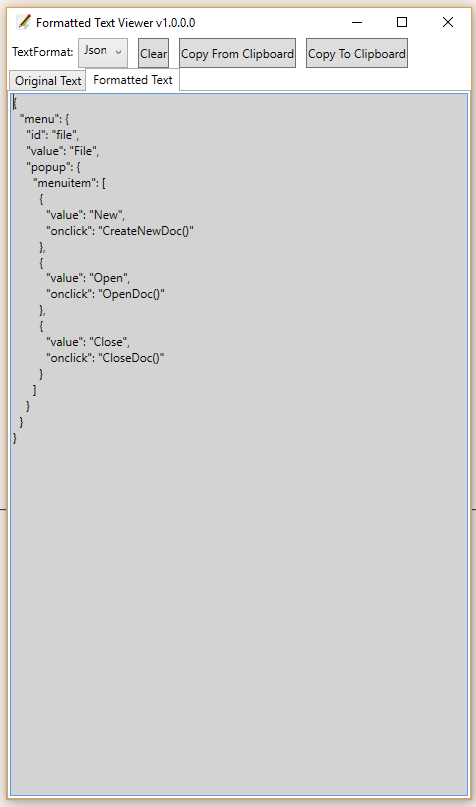 Formatted Text Viewer v1.0.0.0
TextFormat: Json Clear Copy From Clipboard Copy To Clipboard
Original Text Formatted Text
{
  "menu": {
    "id": "file",
    "value": "File",
    "popup": {
      "menuitem": [
        {
          "value": "New",
          "onclick": "CreateNewDoc()"
        },
        {
          "value": "Open",
          "onclick": "OpenDoc()"
        },
        {
          "value": "Close",
          "onclick": "CloseDoc()"
        }
      ]
    }
  }
}